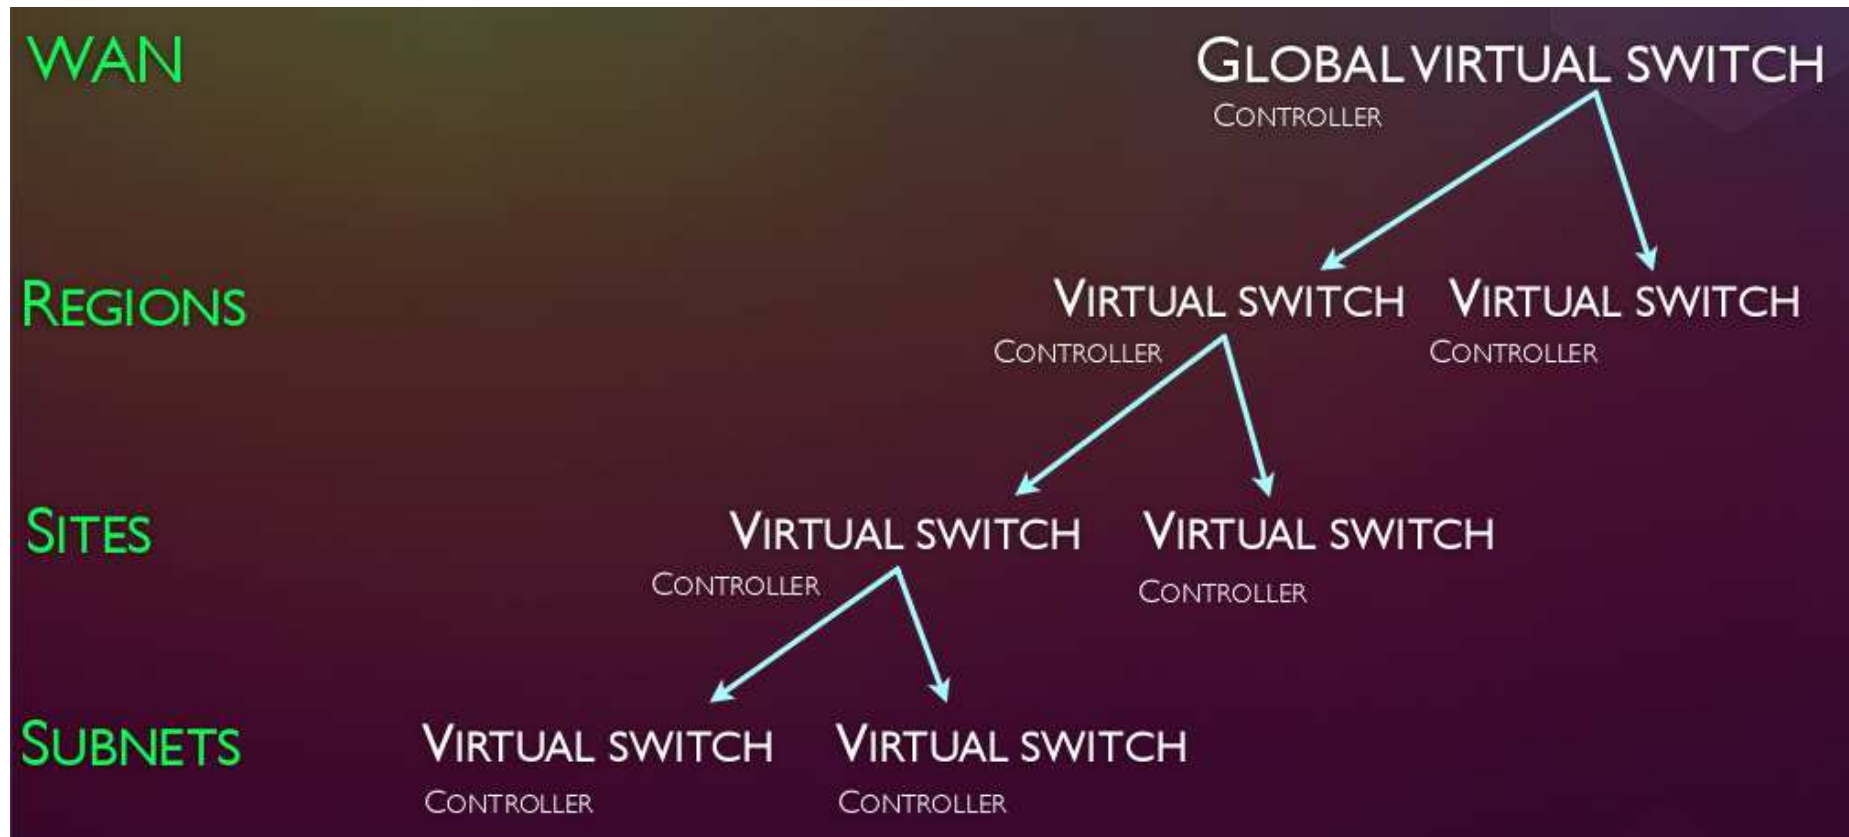 WAN
GLOBAL VIRTUAL SWITCH
CONTROLLER
REGIONS
VIRTUAL SWITCH
VIRTUAL SWITCH
CONTROLLER
CONTROLLER
SITES
VIRTUAL SWITCH
VIRTUAL SWITCH
CONTROLLER
CONTROLLER
SUBNETS
VIRTUAL SWITCH
VIRTUAL SWITCH
CONTROLLER
CONTROLLER